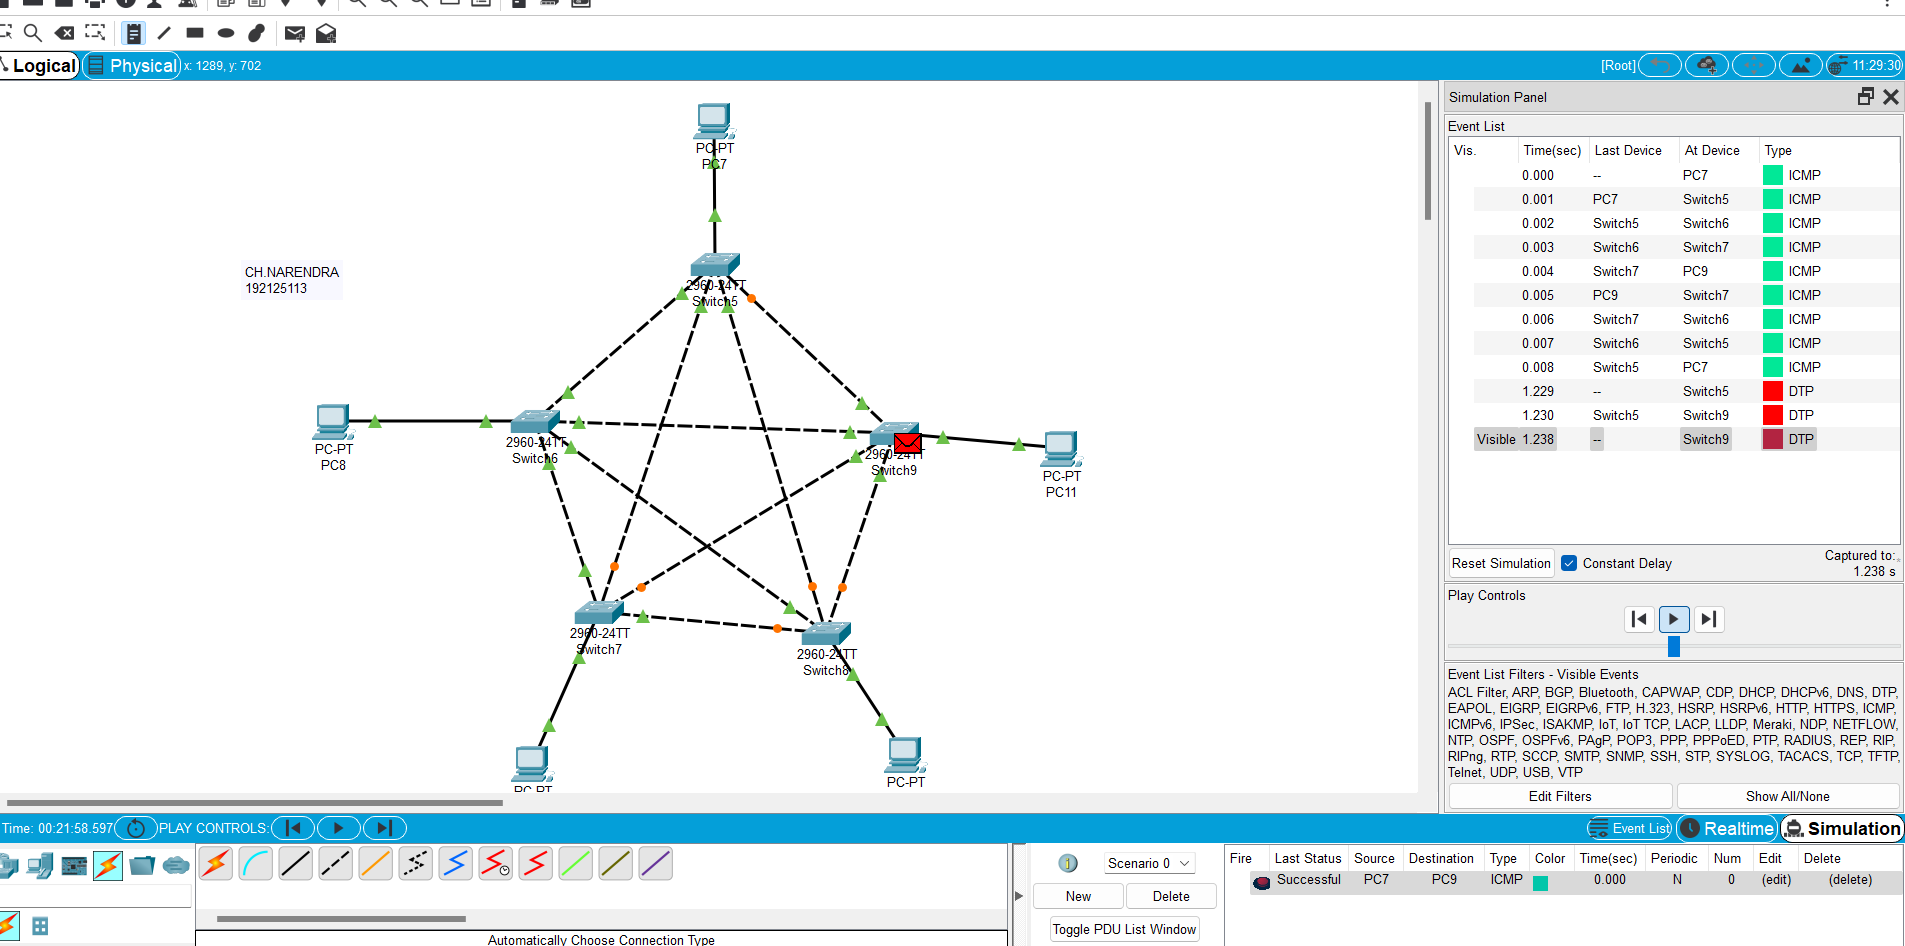 Logical
Physical
x: 1289, y: 702
[Root]
11:29:30
CH.NARENDRA
192125113
PC-PT
PC7
2960-24TT
Switch5
PC-PT
PC8
2960-24TT
Switch6
2960-24TT
Switch9
PC-PT
PC11
2960-24TT
Switch7
2960-24TT
Switch8
PC-PT
PC-PT
Simulation Panel
Event List
Vis. Time(sec) Last Device At Device Type
0.000 -- PC7 ICMP
0.001 PC7 Switch5 ICMP
0.002 Switch5 Switch6 ICMP
0.003 Switch6 Switch7 ICMP
0.004 Switch7 PC9 ICMP
0.005 PC9 Switch7 ICMP
0.006 Switch7 Switch6 ICMP
0.007 Switch6 Switch5 ICMP
0.008 Switch5 PC7 ICMP
1.229 -- Switch5 DTP
1.230 Switch5 Switch9 DTP
Visible 1.238 -- Switch9 DTP
Reset Simulation
Constant Delay
Captured to:
1.238 s
Play Controls
Event List Filters - Visible Events
ACL Filter, ARP, BGP, Bluetooth, CAPWAP, CDP, DHCP, DHCPv6, DNS, DTP,
EAPOL, EIGRP, EIGRPv6, FTP, H.323, HSRP, HSRPv6, HTTP, HTTPS, ICMP,
ICMPv6, IPSec, ISAKMP, IoT, IoT TCP, LACP, LLDP, Meraki, NDP, NETFLOW,
NTP, OSPF, OSPFv6, PAgP, POP3, PPP, PPPoED, PTP, RADIUS, REP, RIP,
RIPng, RTP, SCCP, SMTP, SNMP, SSH, STP, SYSLOG, TACACS, TCP, TFTP,
Telnet, UDP, USB, VTP
Edit Filters
Show All/None
Time: 00:21:58.597
PLAY CONTROLS:
Event List
Realtime
Simulation
Automatically Choose Connection Type
Scenario 0
New
Delete
Toggle PDU List Window
Fire Last Status Source Destination Type Color Time(sec) Periodic Num Edit Delete
Successful PC7 PC9 ICMP 0.000 N 0 (edit) (delete)